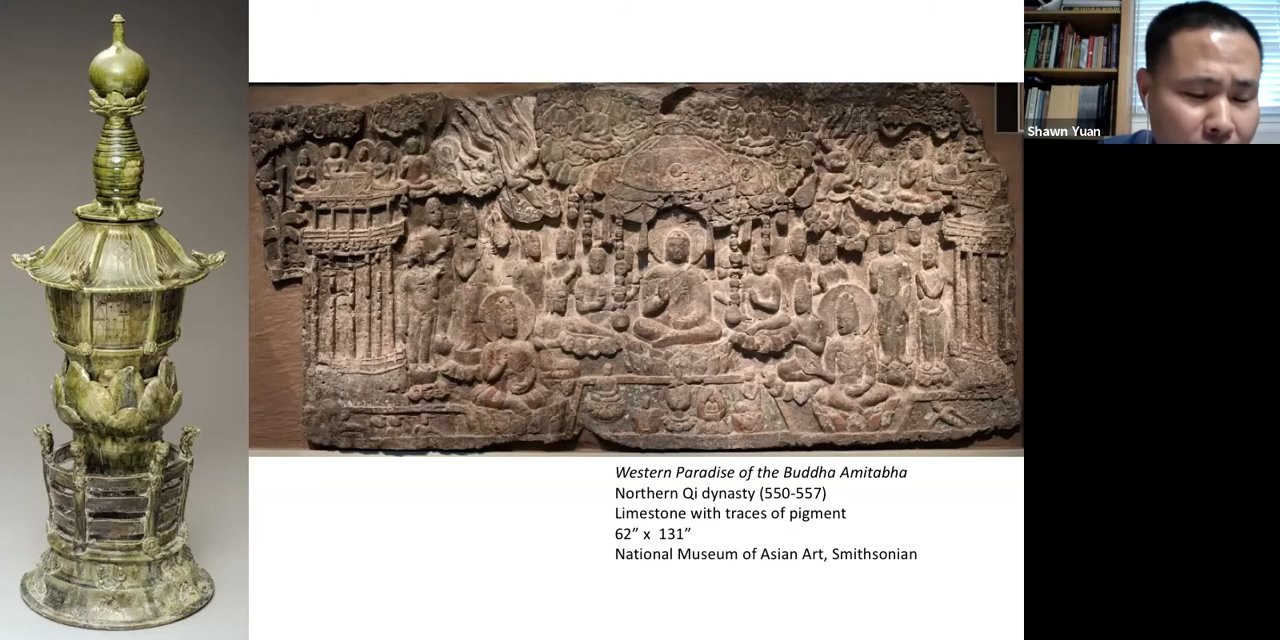 Shawn Yuan
Western Paradise of the Buddha Amitabha
Northern Qi dynasty (550-557)
Limestone with traces of pigment
62” x  131”
National Museum of Asian Art, Smithsonian